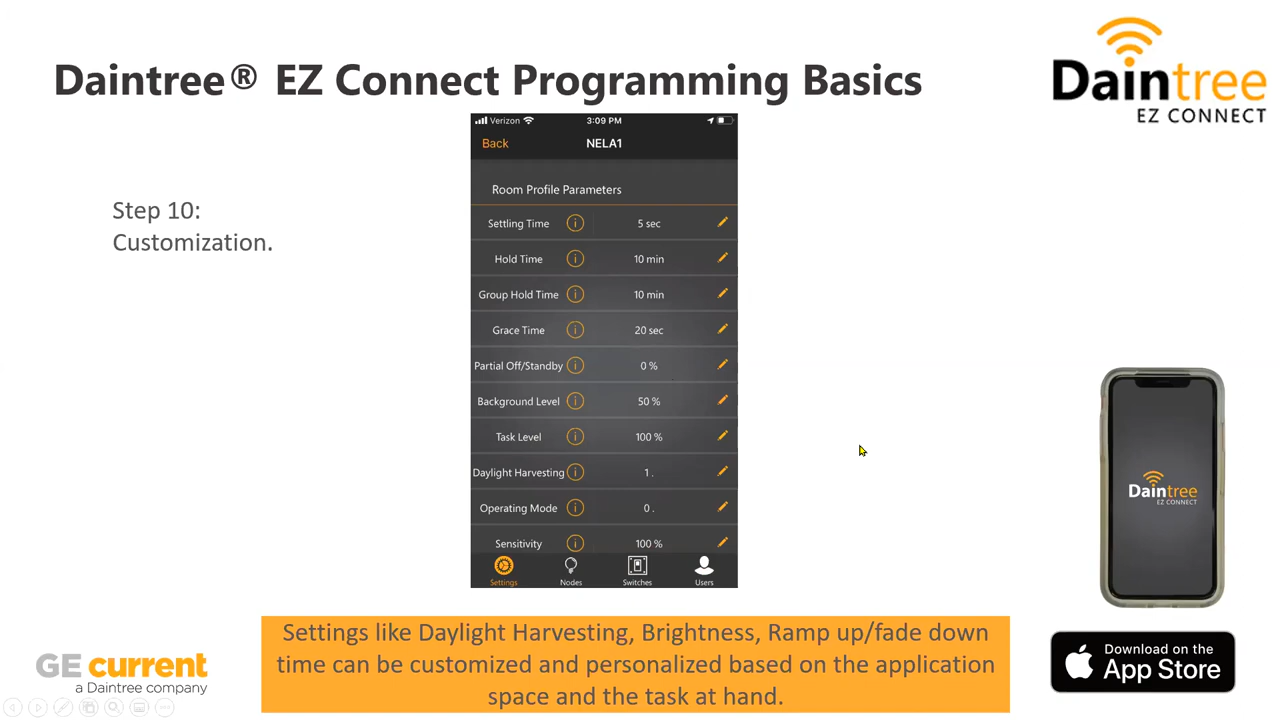 Daintree® EZ Connect Programming Basics
Daintree
EZ CONNECT
Step 10:
Customization.
Verizon 3:09 PM
Back NELA1
Room Profile Parameters
Settling Time i 5 sec
Hold Time i 10 min
Group Hold Time i 10 min
Grace Time i 20 sec
Partial Off/Standby i 0 %
Background Level i 50 %
Task Level i 100 %
Daylight Harvesting i 1 .
Operating Mode i 0 .
Sensitivity i 100 %
Settings Nodes Switches Users
Daintree
EZ CONNECT
Settings like Daylight Harvesting, Brightness, Ramp up/fade down
time can be customized and personalized based on the application
space and the task at hand.
GE current
a Daintree company
Download on the
App Store